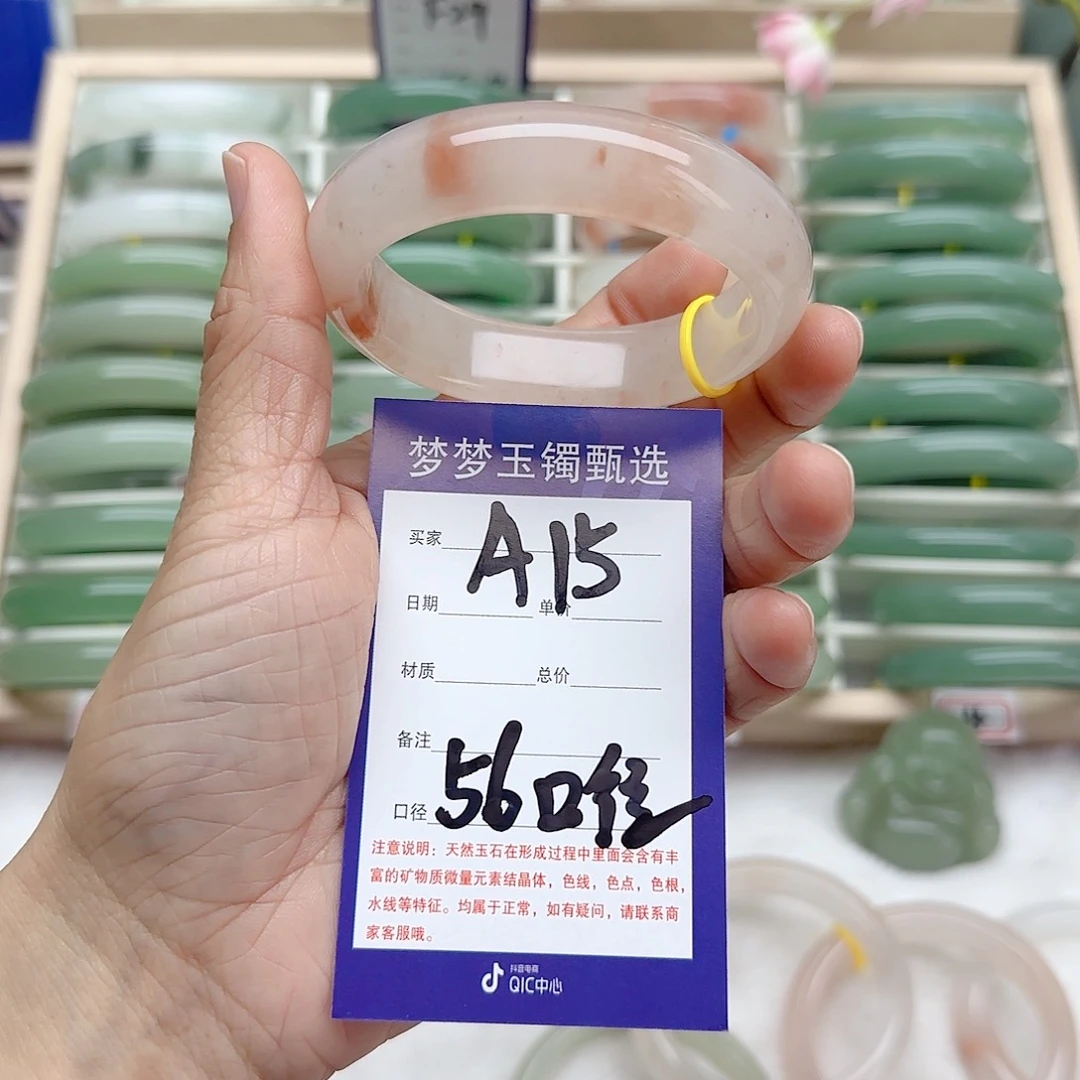 梦梦玉镯甄选
买家 A15
日期 单价
材质 总价
备注
口径 56口径
注意说明：天然玉石在形成过程中里面会含有丰
富的矿物质微量元素结晶体，色线，色点，色根，
水线等特征。均属于正常，如有疑问，请联系商
家客服哦。
抖音电商
QIC中心